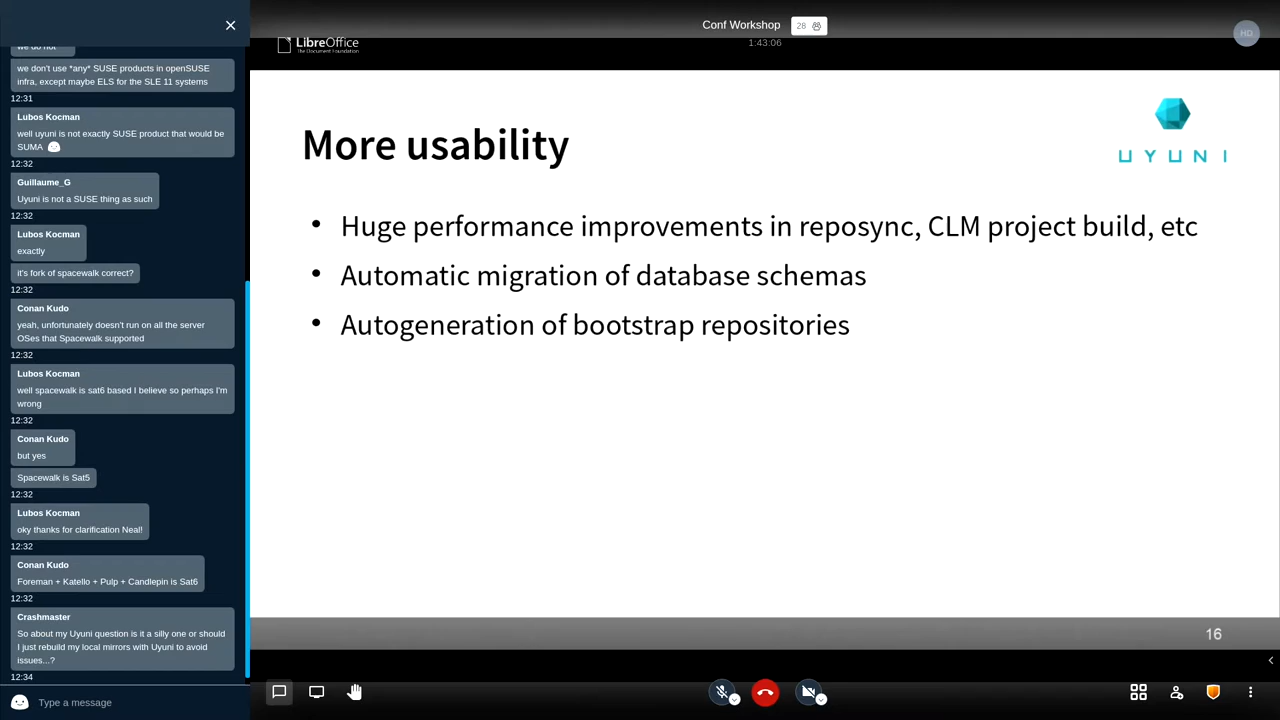 we do not
we don't use *any* SUSE products in openSUSE
infra, except maybe ELS for the SLE 11 systems
12:31
Lubos Kocman
well uyuni is not exactly SUSE product that would be
SUMA
12:32
Guillaume_G
Uyuni is not a SUSE thing as such
12:32
Lubos Kocman
exactly
it's fork of spacewalk correct?
12:32
Conan Kudo
yeah, unfortunately doesn't run on all the server
OSes that Spacewalk supported
12:32
Lubos Kocman
well spacewalk is sat6 based I believe so perhaps I'm
wrong
12:32
Conan Kudo
but yes
Spacewalk is Sat5
12:32
Lubos Kocman
oky thanks for clarification Neal!
12:32
Conan Kudo
Foreman + Katello + Pulp + Candlepin is Sat6
12:32
Crashmaster
So about my Uyuni question is it a silly one or should
I just rebuild my local mirrors with Uyuni to avoid
issues...?
12:34
Type a message
Conf Workshop
28
1:43:06
HD
LibreOffice
The Document Foundation
UYUNI
More usability
• Huge performance improvements in reposync, CLM project build, etc
• Automatic migration of database schemas
• Autogeneration of bootstrap repositories
16